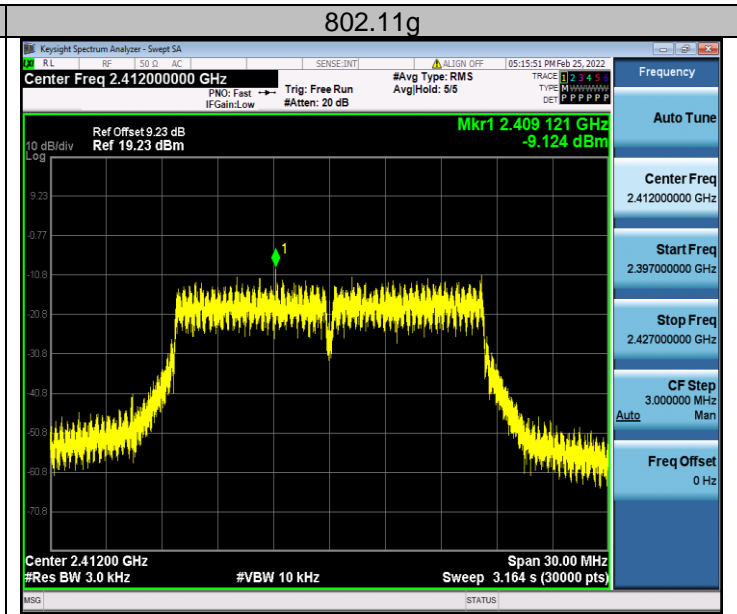 802.11g
Keysight Spectrum Analyzer - Swept SA
RL RF 50 Ω AC SENSE:INT ALIGN OFF 05:15:51 PM Feb 25, 2022
Center Freq 2.412000000 GHz
PNO: Fast
IFGain:Low
Trig: Free Run
#Atten: 20 dB
#Avg Type: RMS
Avg|Hold: 5/5
TRACE 1 2 3 4 5 6
TYPE M WWWWW
DET P P P P P P
Frequency
Auto Tune
Center Freq
2.412000000 GHz
Start Freq
2.397000000 GHz
Stop Freq
2.427000000 GHz
CF Step
3.000000 MHz
Auto Man
Freq Offset
0 Hz
Mkr1 2.409 121 GHz
-9.124 dBm
Ref Offset 9.23 dB
10 dB/div Ref 19.23 dBm
Log
9.23
-0.77
1
-10.8
-20.8
-30.8
-40.8
-50.8
-60.8
-70.8
Center 2.41200 GHz Span 30.00 MHz
#Res BW 3.0 kHz #VBW 10 kHz Sweep 3.164 s (30000 pts)
MSG STATUS